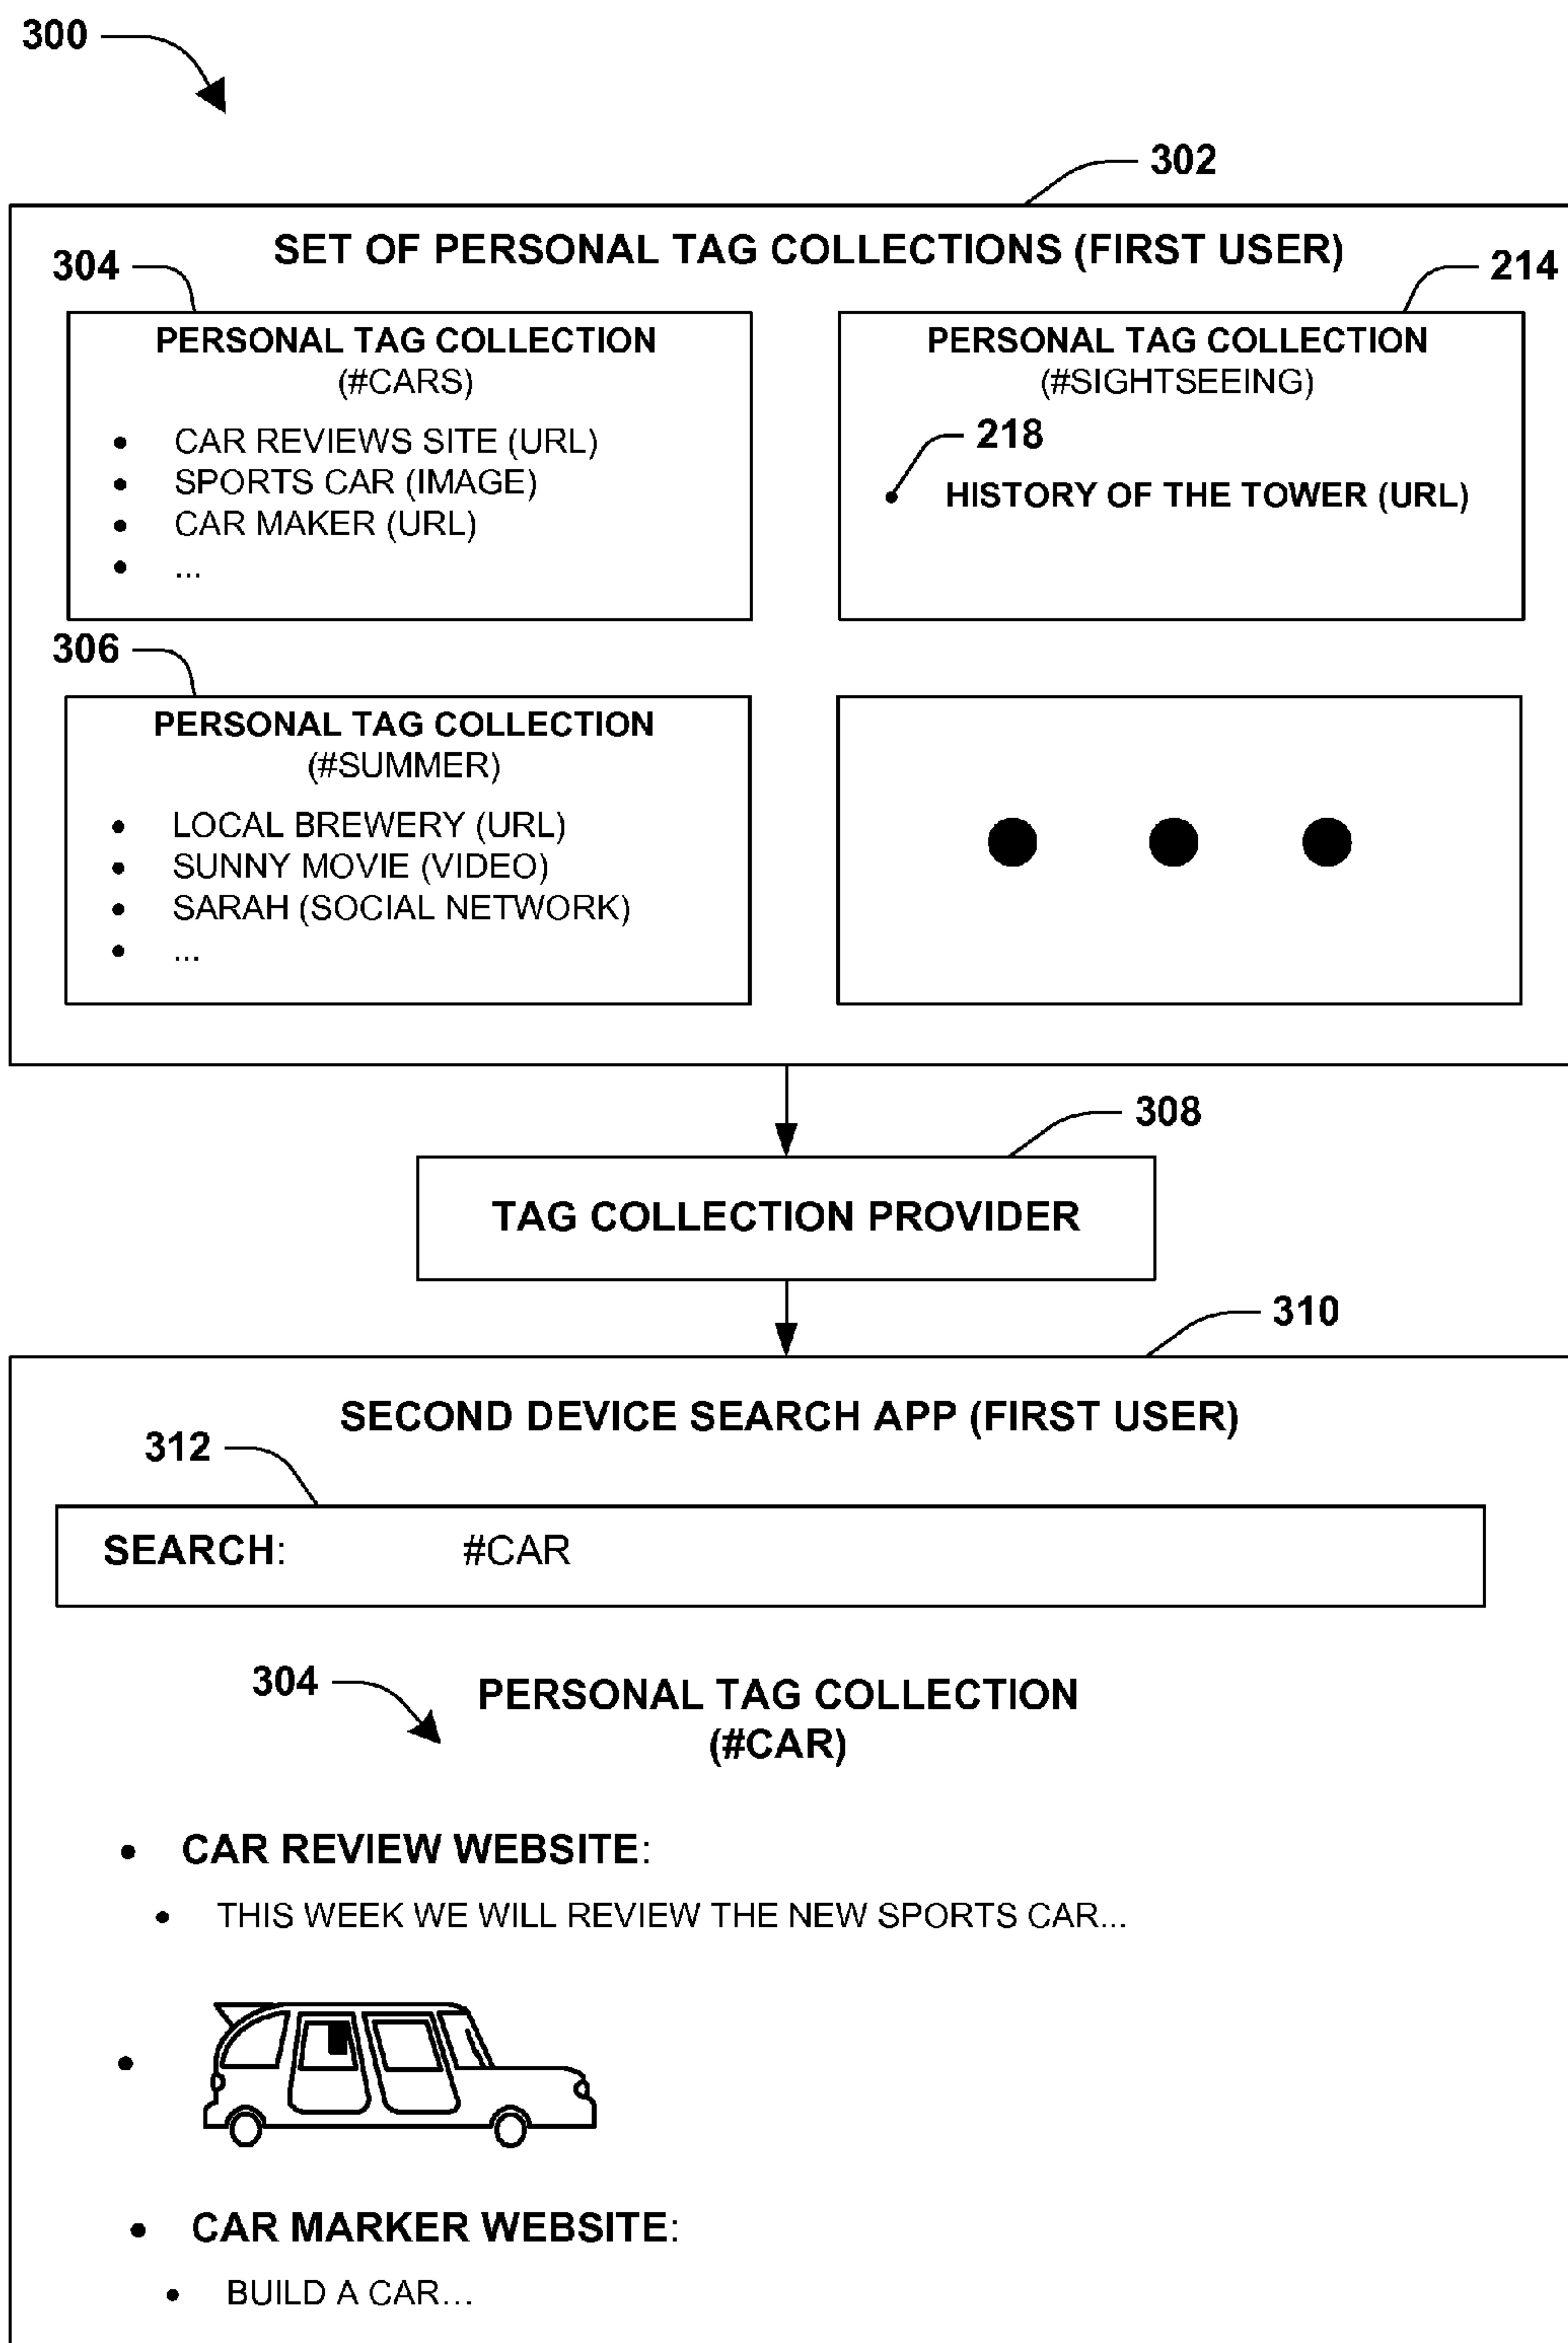 300
302
SET OF PERSONAL TAG COLLECTIONS (FIRST USER)
304
214
PERSONAL TAG COLLECTION
(#CARS)
• CAR REVIEWS SITE (URL)
• SPORTS CAR (IMAGE)
• CAR MAKER (URL)
• ...
PERSONAL TAG COLLECTION
(#SIGHTSEEING)
218
• HISTORY OF THE TOWER (URL)
306
PERSONAL TAG COLLECTION
(#SUMMER)
• LOCAL BREWERY (URL)
• SUNNY MOVIE (VIDEO)
• SARAH (SOCIAL NETWORK)
• ...
308
TAG COLLECTION PROVIDER
310
SECOND DEVICE SEARCH APP (FIRST USER)
312
SEARCH: #CAR
304
PERSONAL TAG COLLECTION
(#CAR)
• CAR REVIEW WEBSITE:
• THIS WEEK WE WILL REVIEW THE NEW SPORTS CAR...
• CAR MARKER WEBSITE:
• BUILD A CAR...